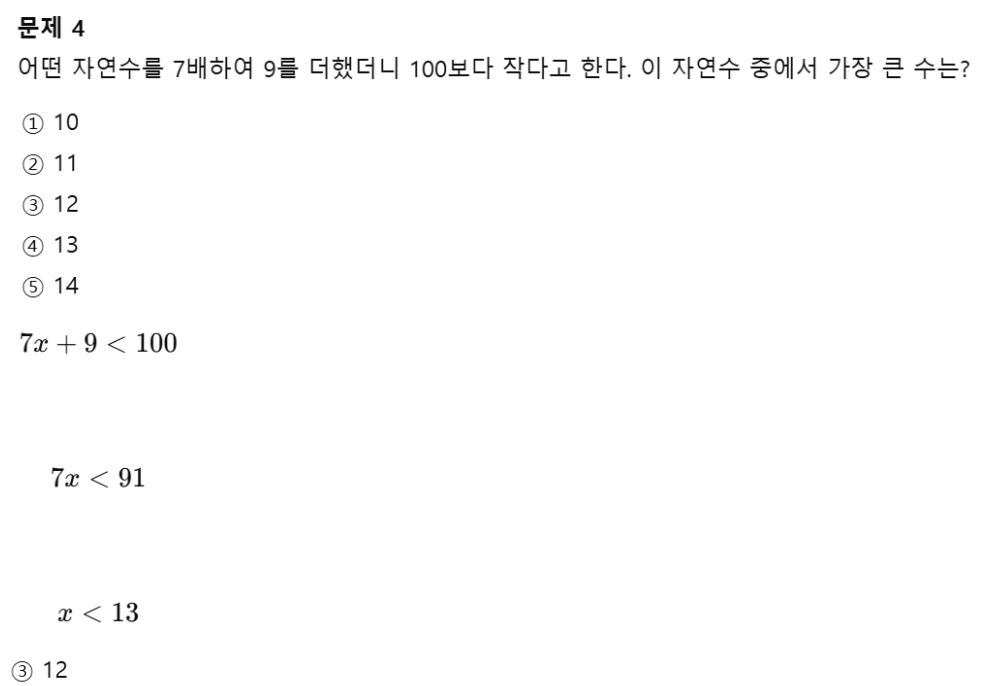 문제 4
어떤 자연수를 7배하여 9를 더했더니 100보다 작다고 한다. 이 자연수 중에서 가장 큰 수는?
① 10
② 11
③ 12
④ 13
⑤ 14
7x + 9 < 100
7x < 91
x < 13
③ 12